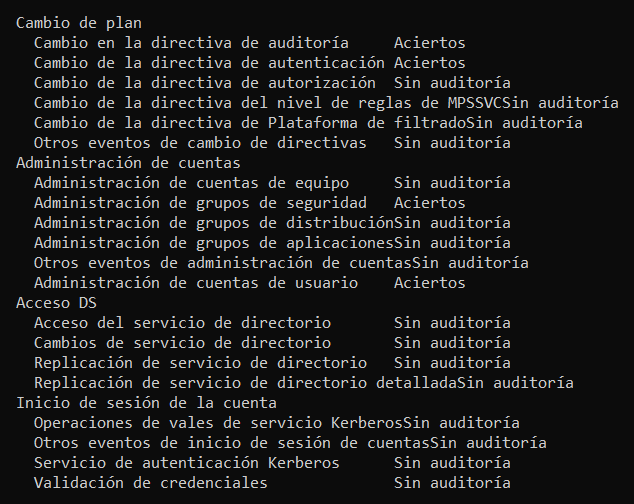 Cambio de plan
  Cambio en la directiva de auditoría     Aciertos
  Cambio de la directiva de autenticación Aciertos
  Cambio de la directiva de autorización  Sin auditoría
  Cambio de la directiva del nivel de reglas de MPSSVCSin auditoría
  Cambio de la directiva de Plataforma de filtradoSin auditoría
  Otros eventos de cambio de directivas   Sin auditoría
Administración de cuentas
  Administración de cuentas de equipo     Sin auditoría
  Administración de grupos de seguridad   Aciertos
  Administración de grupos de distribuciónSin auditoría
  Administración de grupos de aplicacionesSin auditoría
  Otros eventos de administración de cuentasSin auditoría
  Administración de cuentas de usuario    Aciertos
Acceso DS
  Acceso del servicio de directorio       Sin auditoría
  Cambios de servicio de directorio       Sin auditoría
  Replicación de servicio de directorio   Sin auditoría
  Replicación de servicio de directorio detalladaSin auditoría
Inicio de sesión de la cuenta
  Operaciones de vales de servicio KerberosSin auditoría
  Otros eventos de inicio de sesión de cuentasSin auditoría
  Servicio de autenticación Kerberos      Sin auditoría
  Validación de credenciales              Sin auditoría